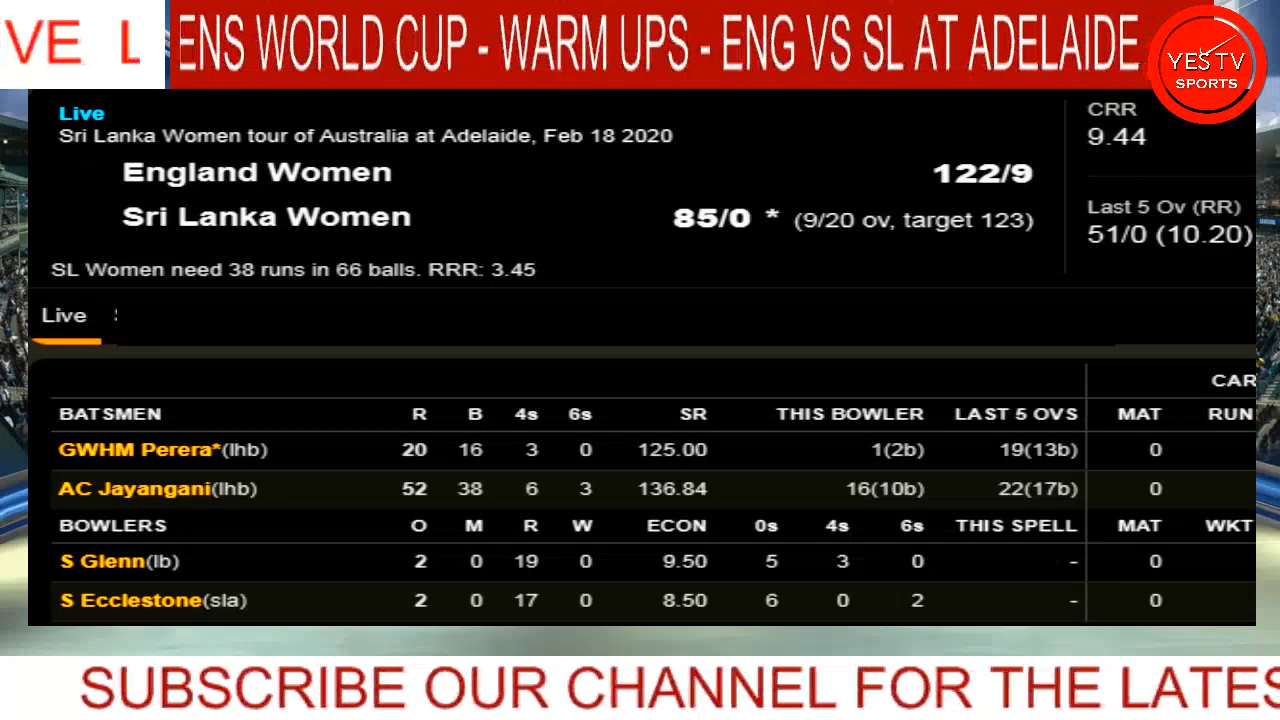 VE L
ENS WORLD CUP - WARM UPS - ENG VS SL AT ADELAIDE
YES TV
SPORTS
Live
Sri Lanka Women tour of Australia at Adelaide, Feb 18 2020
England Women 122/9
Sri Lanka Women 85/0 * (9/20 ov, target 123)
SL Women need 38 runs in 66 balls. RRR: 3.45
CRR
9.44
Last 5 Ov (RR)
51/0 (10.20)
Live
CAR
BATSMEN R B 4s 6s SR THIS BOWLER LAST 5 OVS MAT RUN
GWHM Perera*(lhb) 20 16 3 0 125.00 1(2b) 19(13b) 0
AC Jayangani(lhb) 52 38 6 3 136.84 16(10b) 22(17b) 0
BOWLERS O M R W ECON 0s 4s 6s THIS SPELL MAT WKT
S Glenn(lb) 2 0 19 0 9.50 5 3 0 - 0
S Ecclestone(sla) 2 0 17 0 8.50 6 0 2 - 0
SUBSCRIBE OUR CHANNEL FOR THE LATES